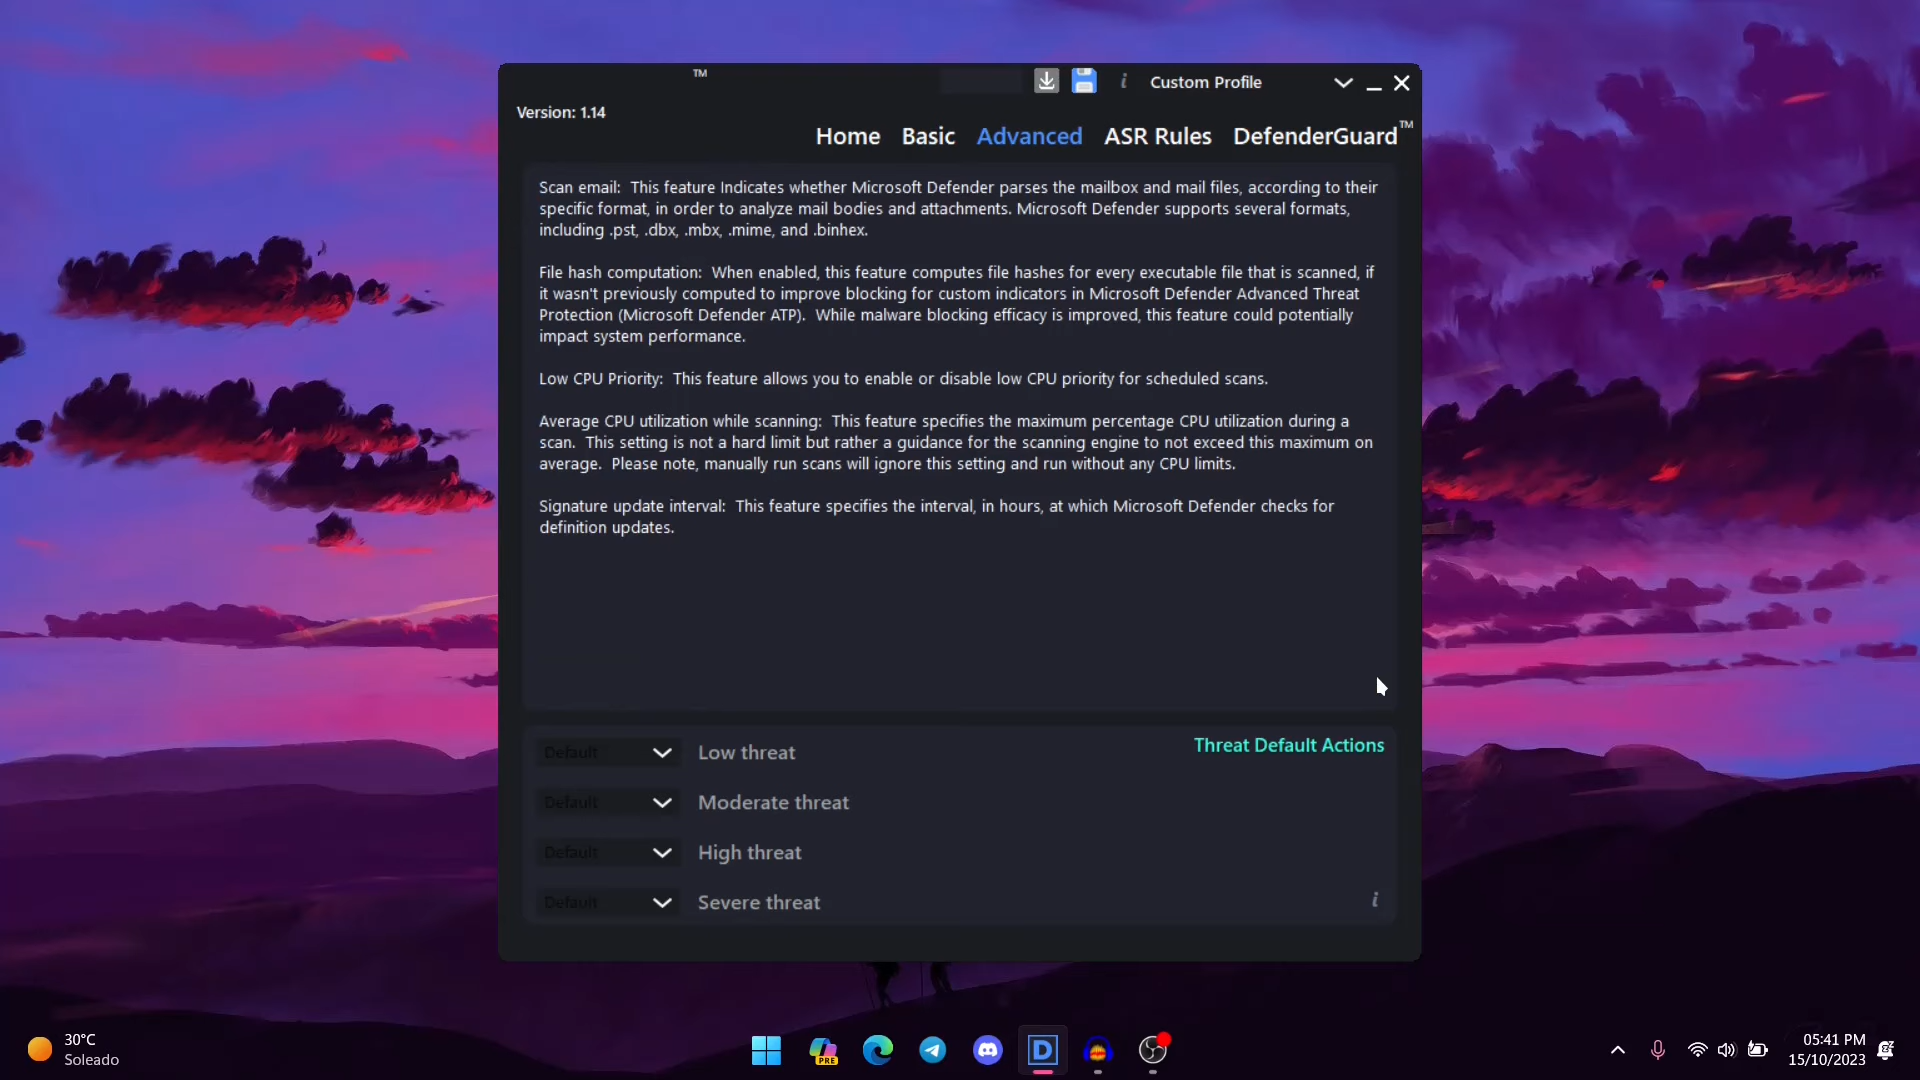 ™
Custom Profile
Version: 1.14
Home Basic Advanced ASR Rules DefenderGuard™
Scan email: This feature Indicates whether Microsoft Defender parses the mailbox and mail files, according to their
specific format, in order to analyze mail bodies and attachments. Microsoft Defender supports several formats,
including .pst, .dbx, .mbx, .mime, and .binhex.
File hash computation: When enabled, this feature computes file hashes for every executable file that is scanned, if
it wasn't previously computed to improve blocking for custom indicators in Microsoft Defender Advanced Threat
Protection (Microsoft Defender ATP). While malware blocking efficacy is improved, this feature could potentially
impact system performance.
Low CPU Priority: This feature allows you to enable or disable low CPU priority for scheduled scans.
Average CPU utilization while scanning: This feature specifies the maximum percentage CPU utilization during a
scan. This setting is not a hard limit but rather a guidance for the scanning engine to not exceed this maximum on
average. Please note, manually run scans will ignore this setting and run without any CPU limits.
Signature update interval: This feature specifies the interval, in hours, at which Microsoft Defender checks for
definition updates.
Threat Default Actions
Default Low threat
Default Moderate threat
Default High threat
Default Severe threat
30°C
Soleado
PRE
D
05:41 PM
15/10/2023